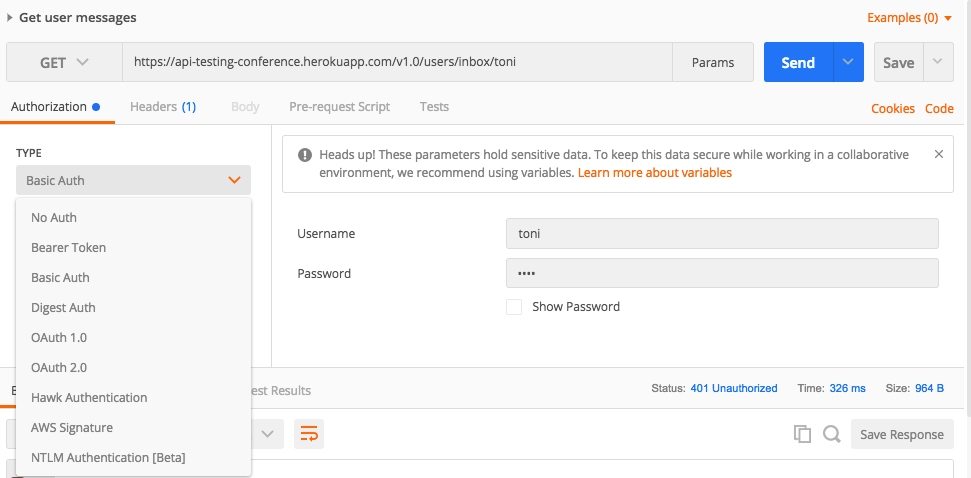 Get user messages
Examples (0)
GET
https://api-testing-conference.herokuapp.com/v1.0/users/inbox/toni
Params
Send
Save
Authorization
Headers (1)
Body
Pre-request Script
Tests
Cookies
Code
TYPE
Basic Auth
No Auth
Bearer Token
Basic Auth
Digest Auth
OAuth 1.0
OAuth 2.0
Hawk Authentication
AWS Signature
NTLM Authentication [Beta]
Heads up! These parameters hold sensitive data. To keep this data secure while working in a collaborative
environment, we recommend using variables. Learn more about variables
Username
toni
Password
••••
Show Password
est Results
Status: 401 Unauthorized
Time: 326 ms
Size: 964 B
Save Response